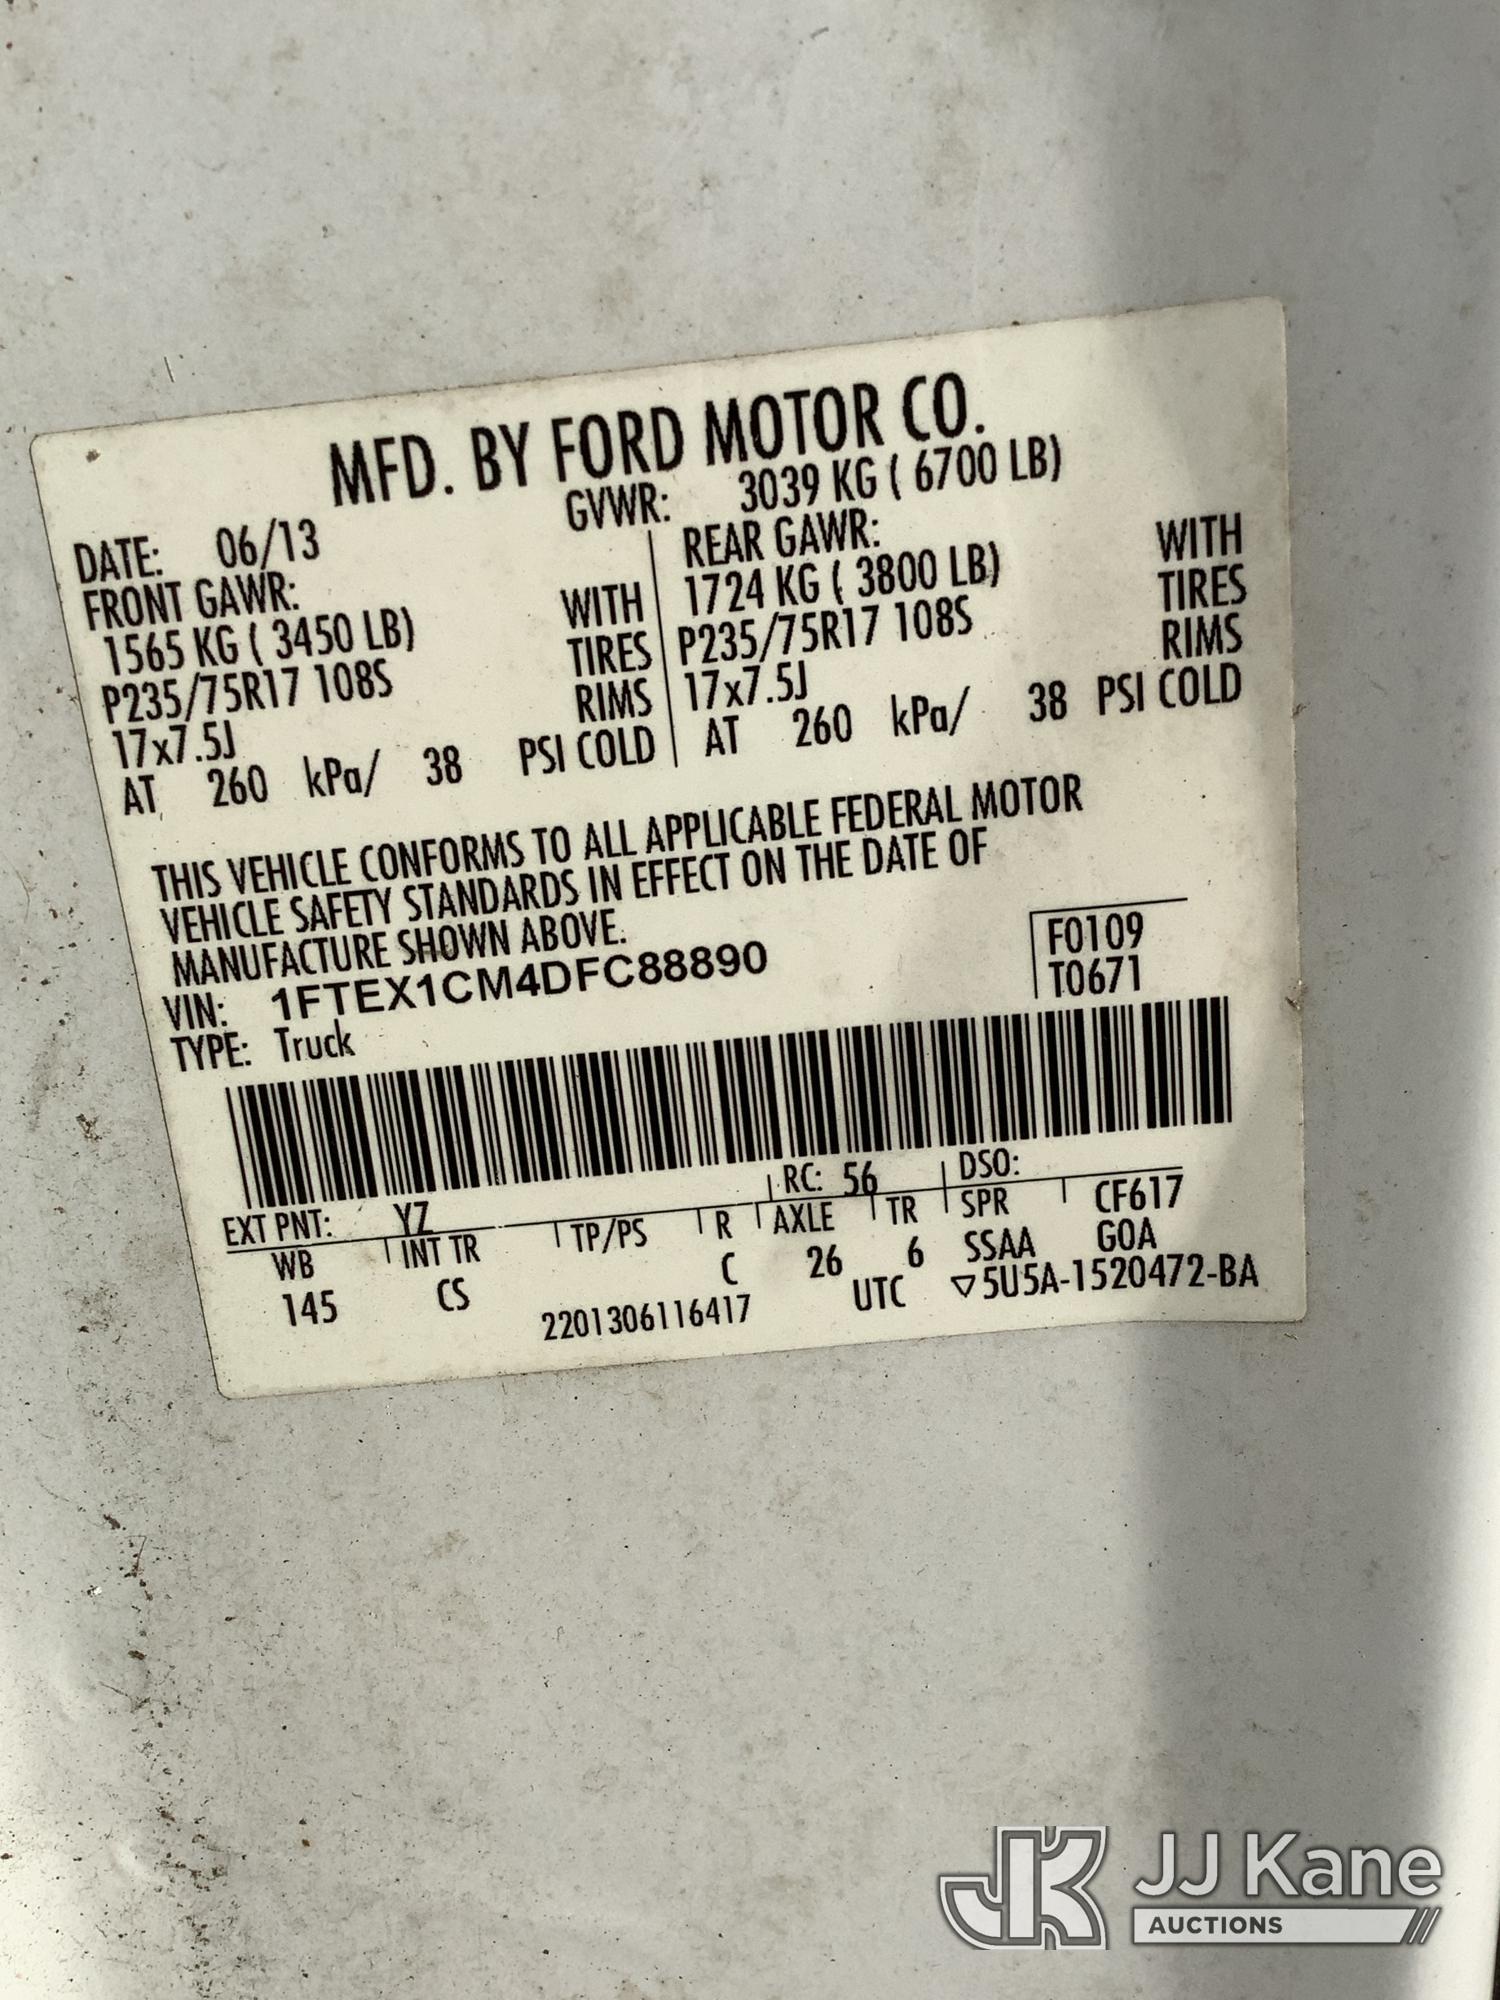 MFD. BY FORD MOTOR CO.
DATE: 06/13 GVWR: 3039 KG ( 6700 LB)
FRONT GAWR: REAR GAWR:
1565 KG ( 3450 LB) WITH 1724 KG ( 3800 LB) WITH
P235/75R17 108S TIRES P235/75R17 108S TIRES
17x7.5J RIMS 17x7.5J RIMS
AT 260 kPa/ 38 PSI COLD AT 260 kPa/ 38 PSI COLD
THIS VEHICLE CONFORMS TO ALL APPLICABLE FEDERAL MOTOR
VEHICLE SAFETY STANDARDS IN EFFECT ON THE DATE OF
MANUFACTURE SHOWN ABOVE.
VIN: 1FTEX1CM4DFC88890 F0109
TYPE: Truck T0671
EXT PNT: YZ RC: 56 DSO:
WB INT TR TP/PS R AXLE TR SPR CF617
145 CS C 26 6 SSAA GOA
2201306116417 UTC ▽5U5A-1520472-BA
JK JJ Kane
AUCTIONS